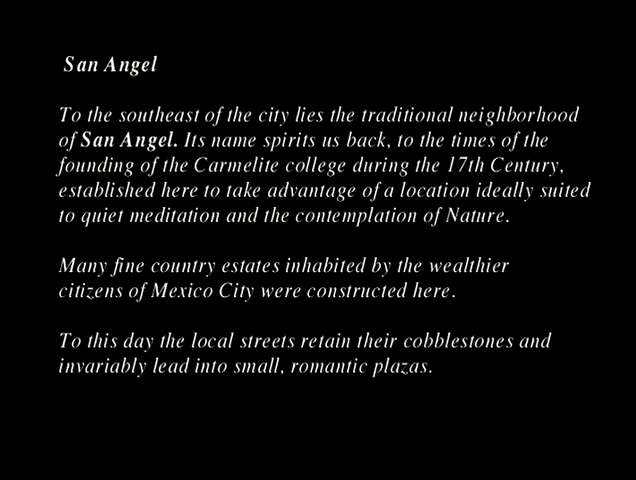 San Angel
To the southeast of the city lies the traditional neighborhood
of San Angel. Its name spirits us back, to the times of the
founding of the Carmelite college during the 17th Century,
established here to take advantage of a location ideally suited
to quiet meditation and the contemplation of Nature.
Many fine country estates inhabited by the wealthier
citizens of Mexico City were constructed here.
To this day the local streets retain their cobblestones and
invariably lead into small, romantic plazas.